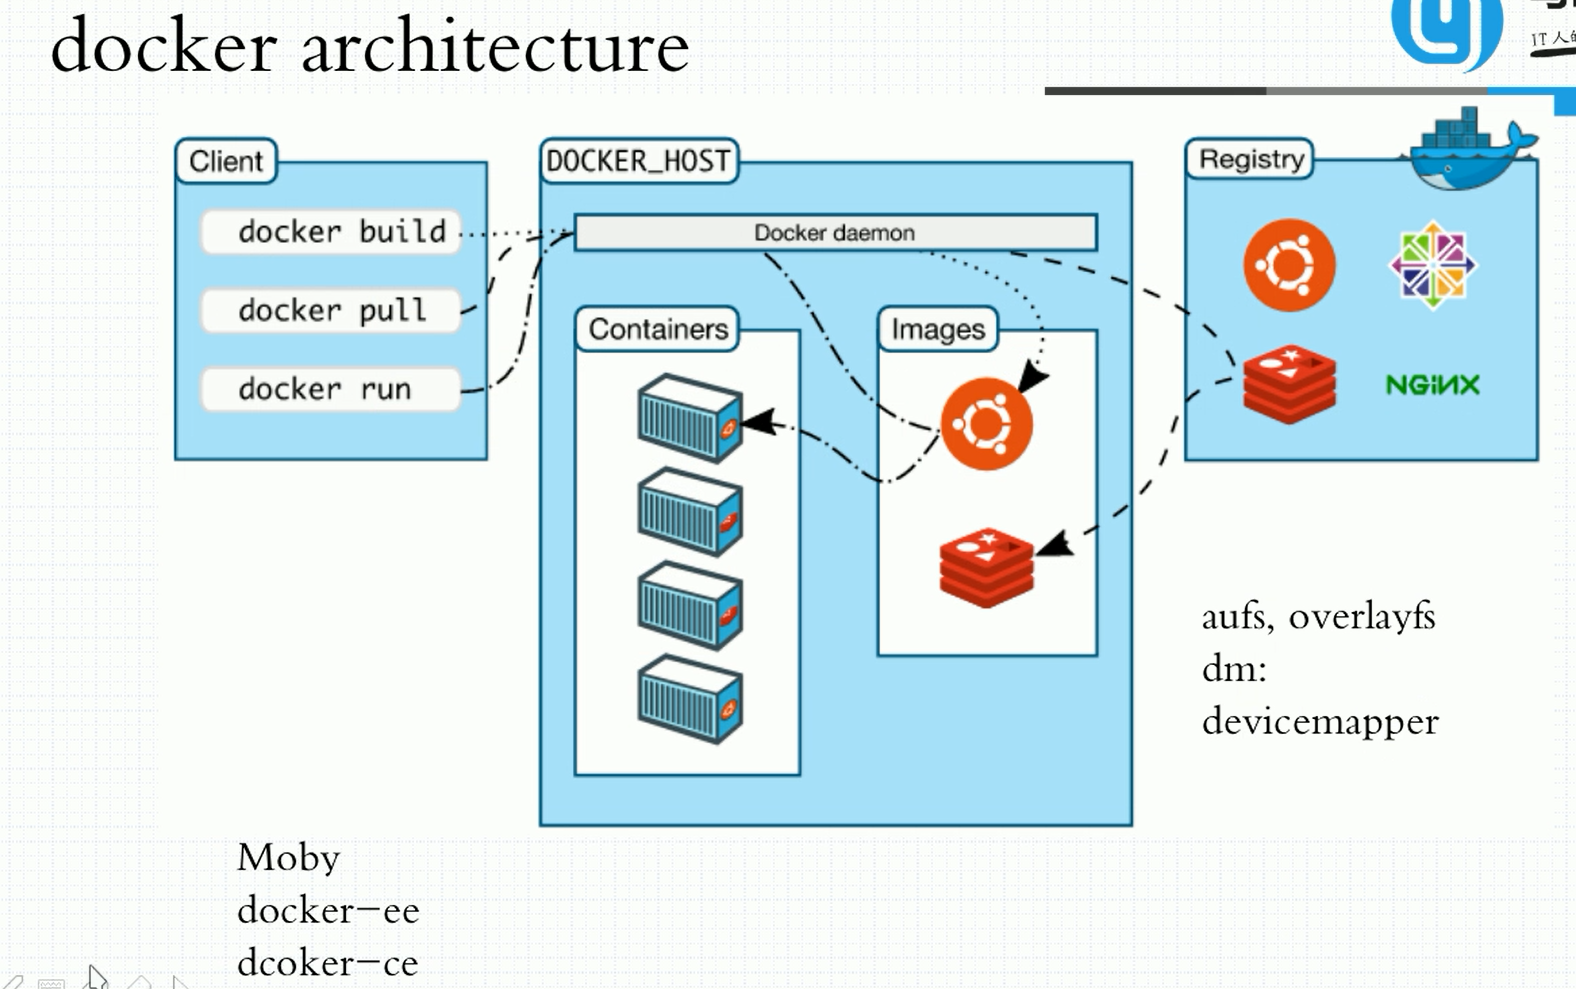 docker architecture
IT人的
Client
docker build
docker pull
docker run
DOCKER_HOST
Docker daemon
Containers
Images
Registry
NGiNX
aufs, overlayfs
dm:
devicemapper
Moby
docker-ee
dcoker-ce